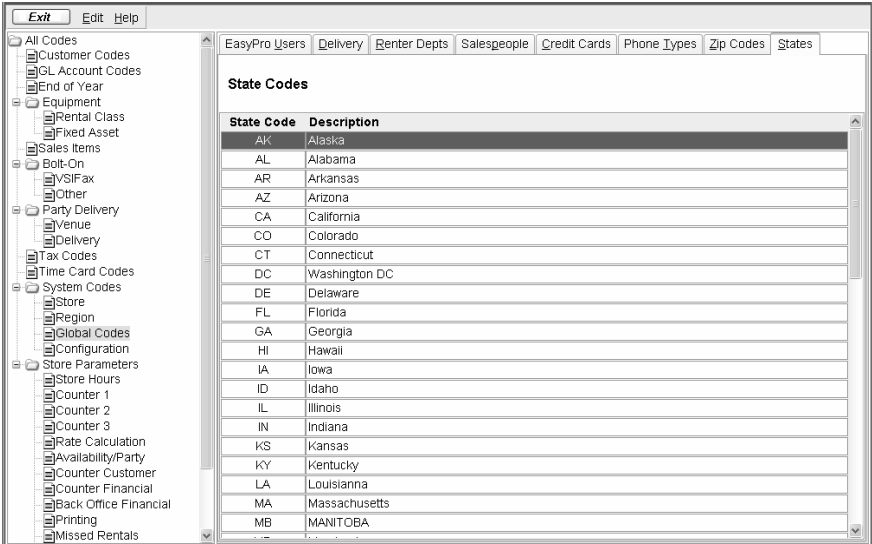 Exit Edit Help
All Codes
Customer Codes
GL Account Codes
End of Year
Equipment
Rental Class
Fixed Asset
Sales Items
Bolt-On
VSIFax
Other
Party Delivery
Venue
Delivery
Tax Codes
Time Card Codes
System Codes
Store
Region
Global Codes
Configuration
Store Parameters
Store Hours
Counter 1
Counter 2
Counter 3
Rate Calculation
Availability/Party
Counter Customer
Counter Financial
Back Office Financial
Printing
Missed Rentals
EasyPro Users Delivery Renter Depts Salespeople Credit Cards Phone Types Zip Codes States
State Codes
State Code Description
AK Alaska
AL Alabama
AR Arkansas
AZ Arizona
CA California
CO Colorado
CT Connecticut
DC Washington DC
DE Delaware
FL Florida
GA Georgia
HI Hawaii
IA Iowa
ID Idaho
IL Illinois
IN Indiana
KS Kansas
KY Kentucky
LA Louisianna
MA Massachusetts
MB MANITOBA